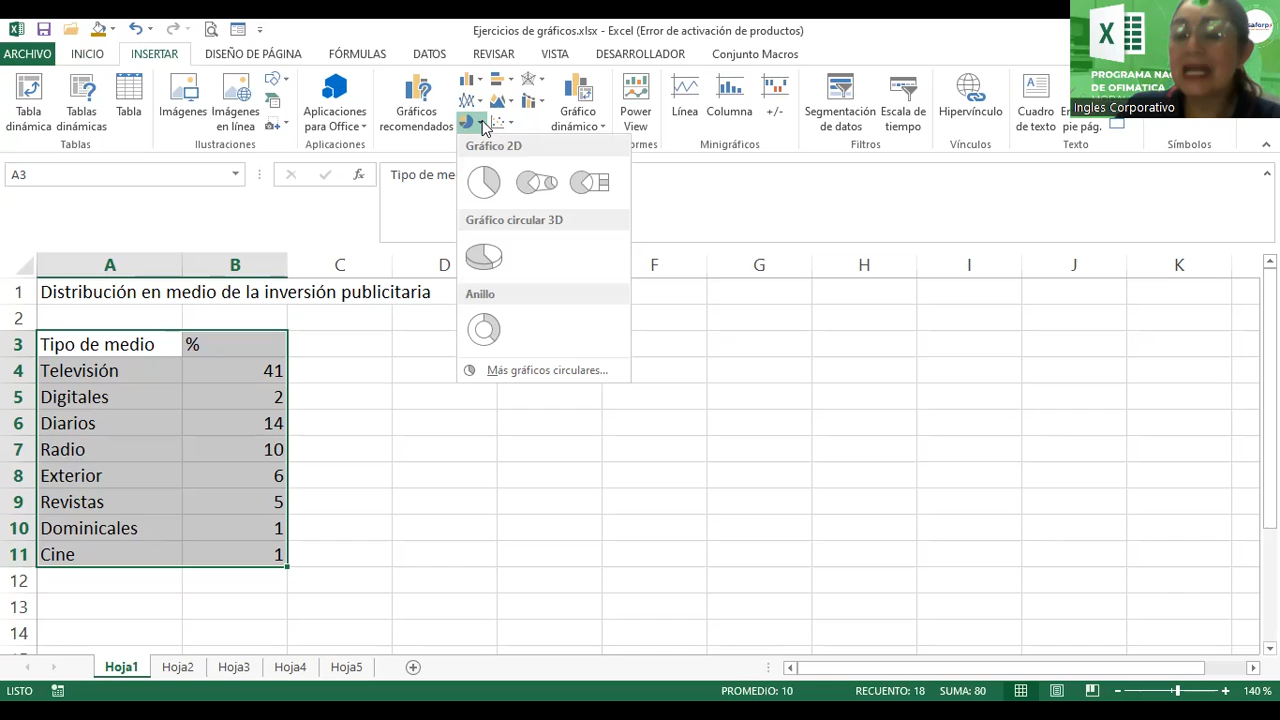 Ejercicios de gráficos.xlsx - Excel (Error de activación de productos)
ARCHIVO INICIO INSERTAR DISEÑO DE PÁGINA FÓRMULAS DATOS REVISAR VISTA DESARROLLADOR Conjunto Macros
Tabla dinámica
Tablas dinámicas
Tabla
Imágenes
Imágenes en línea
Aplicaciones para Office
Gráficos recomendados
Gráfico dinámico
Power View
Línea
Columna
+/-
Segmentación de datos
Escala de tiempo
Hipervínculo
Cuadro de texto
pie pág.
Tablas Ilustraciones Aplicaciones Minigráficos Filtros Vínculos Texto Símbolos
PROGRAMA NAC
DE OFIMÁTICA
Ingles Corporativo
A3
fx
Tipo de me
Gráfico 2D
Gráfico circular 3D
Anillo
Más gráficos circulares...
A B C D F G H I J K
1 Distribución en medio de la inversión publicitaria
2
3 Tipo de medio %
4 Televisión 41
5 Digitales 2
6 Diarios 14
7 Radio 10
8 Exterior 6
9 Revistas 5
10 Dominicales 1
11 Cine 1
12
13
14
Hoja1 Hoja2 Hoja3 Hoja4 Hoja5
LISTO PROMEDIO: 10 RECUENTO: 18 SUMA: 80 140 %